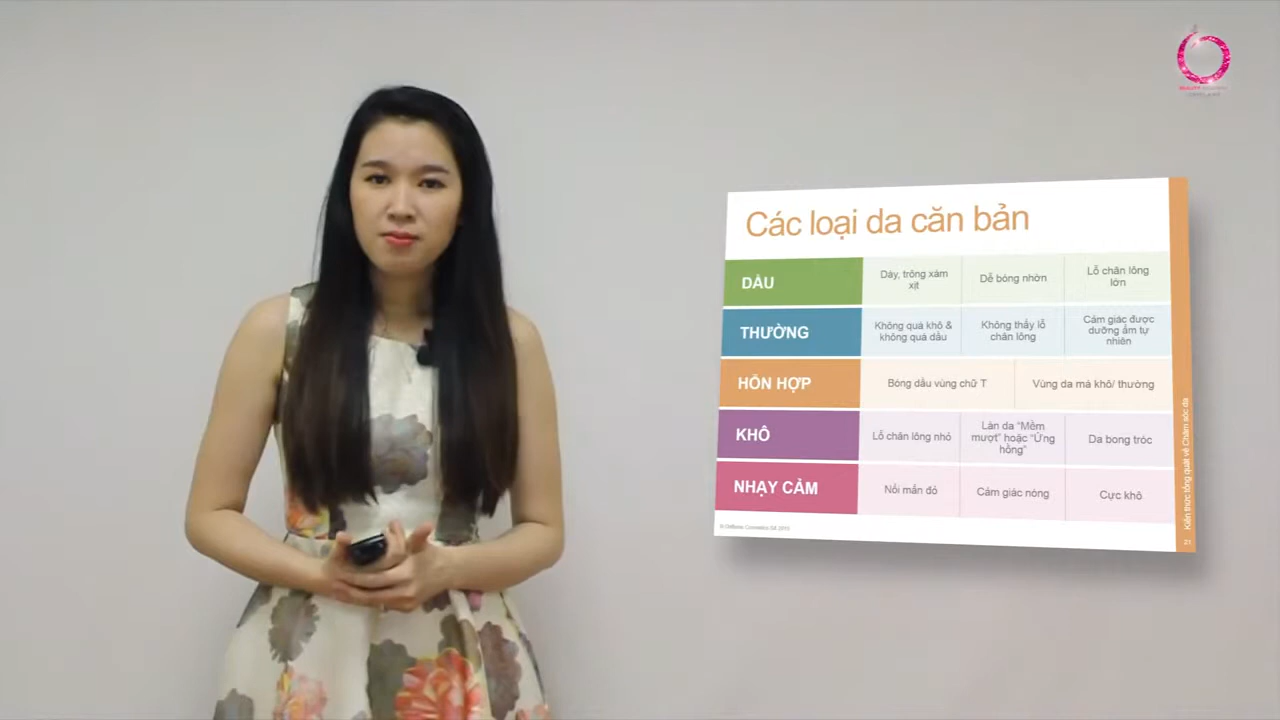 Các loại da căn bản
DẦU
Dày, trông xám
xịt
Dễ bóng nhờn
Lỗ chân lông
lớn
THƯỜNG
Không quá khô &
không quá dầu
Không thấy lỗ
chân lông
Cảm giác được
dưỡng ẩm tự
nhiên
HỖN HỢP
Bóng dầu vùng chữ T
Vùng da má khô/ thường
KHÔ
Lỗ chân lông nhỏ
Làn da “Mềm
mượt” hoặc “Ửng
hồng”
Da bong tróc
NHẠY CẢM
Nổi mẩn đỏ
Cảm giác nóng
Cực khô
Kiến thức tổng quát về Chăm sóc da
21